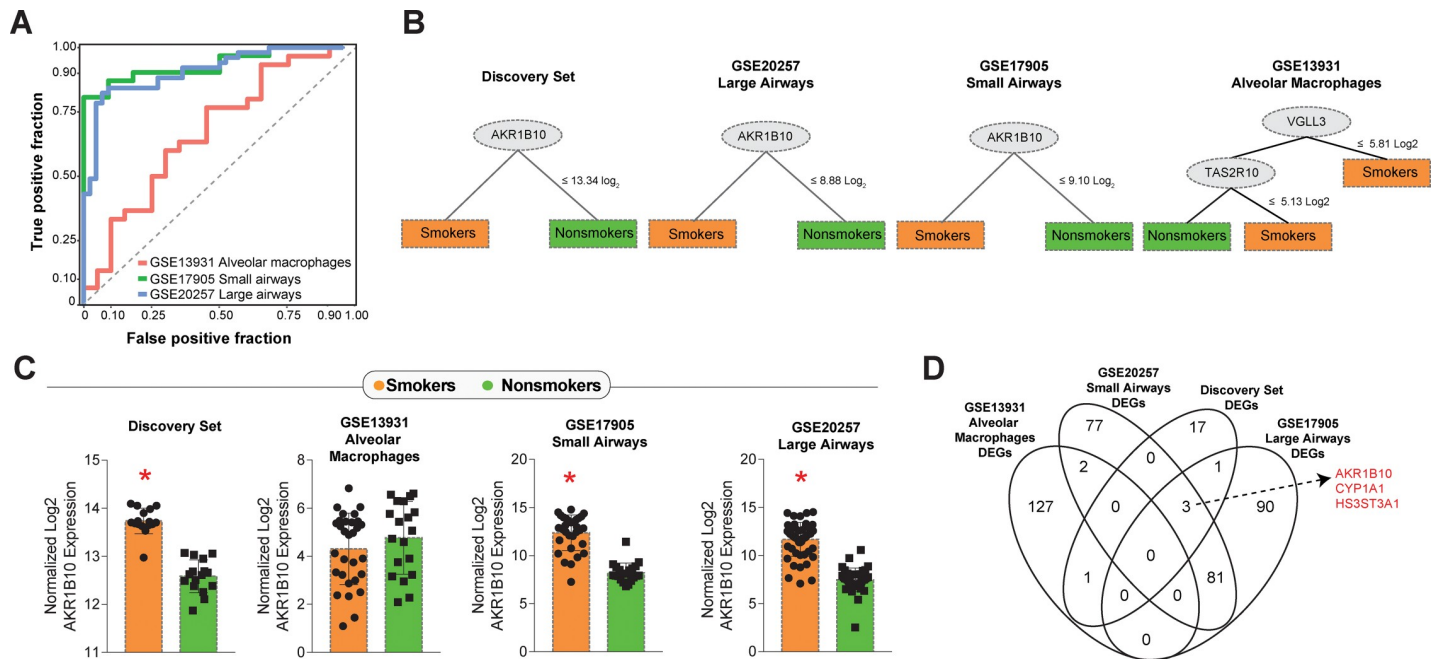 A
True positive fraction
1.00
0.90
0.75
0.50
0.25
0.10
0
GSE13931 Alveolar macrophages
GSE17905 Small airways
GSE20257 Large airways
0 0.10 0.25 0.50 0.75 0.90 1.00
False positive fraction
B
Discovery Set
AKR1B10
≤ 13.34 log2
Smokers
Nonsmokers
GSE20257
Large Airways
AKR1B10
≤ 8.88 Log2
Smokers
Nonsmokers
GSE17905
Small Airways
AKR1B10
≤ 9.10 Log2
Smokers
Nonsmokers
GSE13931
Alveolar Macrophages
VGLL3
≤ 5.81 Log2
TAS2R10
Smokers
≤ 5.13 Log2
Nonsmokers
Smokers
C
Smokers Nonsmokers
Discovery Set
Normalized Log2
AKR1B10 Expression
15
14
13
12
11
*
GSE13931
Alveolar
Macrophages
Normalized Log2
AKR1B10 Expression
8
6
4
2
0
GSE17905
Small Airways
Normalized Log2
AKR1B10 Expression
20
15
10
5
0
*
GSE20257
Large Airways
Normalized Log2
AKR1B10 Expression
20
15
10
5
0
*
D
GSE13931
Alveolar
Macrophages
DEGs
GSE20257
Small Airways
DEGs
Discovery Set
DEGs
GSE17905
Large Airways
DEGs
77
17
0
2
1
127
0
3
90
0
1
81
0
0
0
AKR1B10
CYP1A1
HS3ST3A1